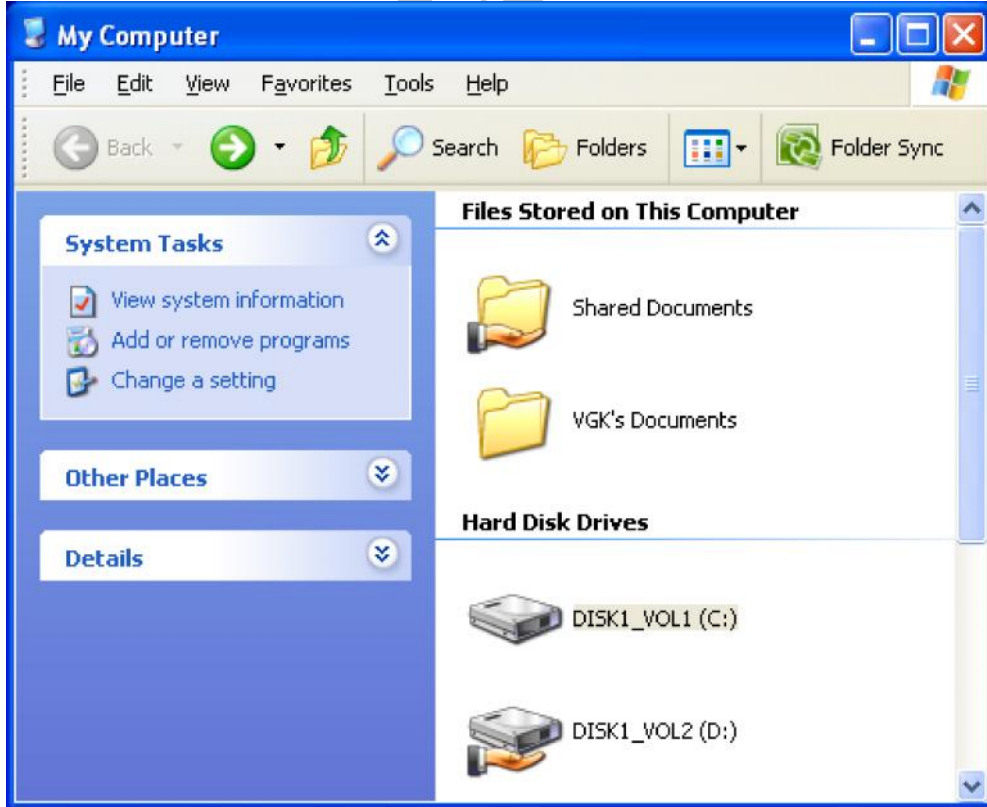 My Computer
File Edit View Favorites Tools Help
Back Search Folders Folder Sync
System Tasks
View system information
Add or remove programs
Change a setting
Other Places
Details
Files Stored on This Computer
Shared Documents
VGK's Documents
Hard Disk Drives
DISK1_VOL1 (C:)
DISK1_VOL2 (D:)